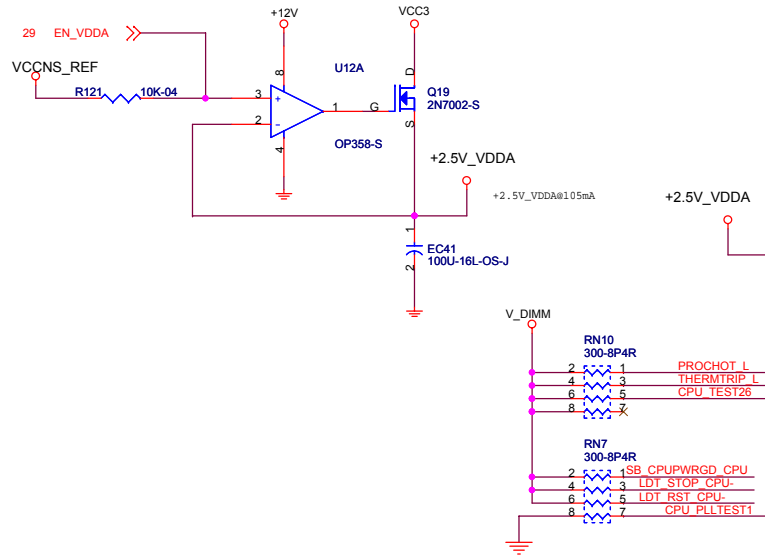 +12V
VCC3
29 EN_VDDA
VCCNS_REF
U12A
8
D
R121
10K-04
3
+
1
G
Q19
2N7002-S
2
-
S
4
OP358-S
+2.5V_VDDA
+2.5V_VDDA@105mA
+2.5V_VDDA
1
EC41
100U-16L-OS-J
2
V_DIMM
RN10
300-8P4R
2 1 PROCHOT_L
4 3 THERMTRIP_L
6 5 CPU_TEST26
8 7
RN7
300-8P4R
2 1 SB_CPUPWRGD_CPU
4 3 LDT_STOP_CPU-
6 5 LDT_RST_CPU-
8 7 CPU_PLLTEST1